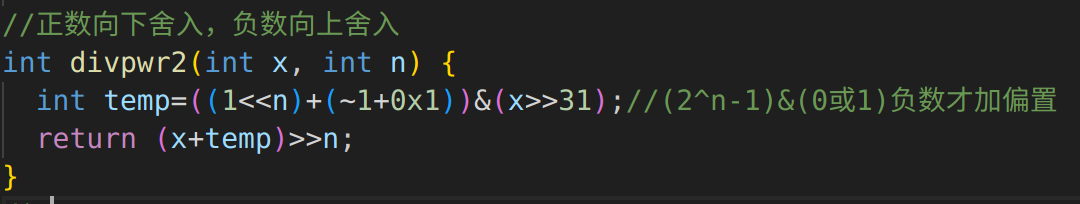 //正数向下舍入，负数向上舍入
int divpwr2(int x, int n) {
  int temp=((1<<n)+(~1+0x1))&(x>>31);//(2^n-1)&(0或1)负数才加偏置
  return (x+temp)>>n;
}